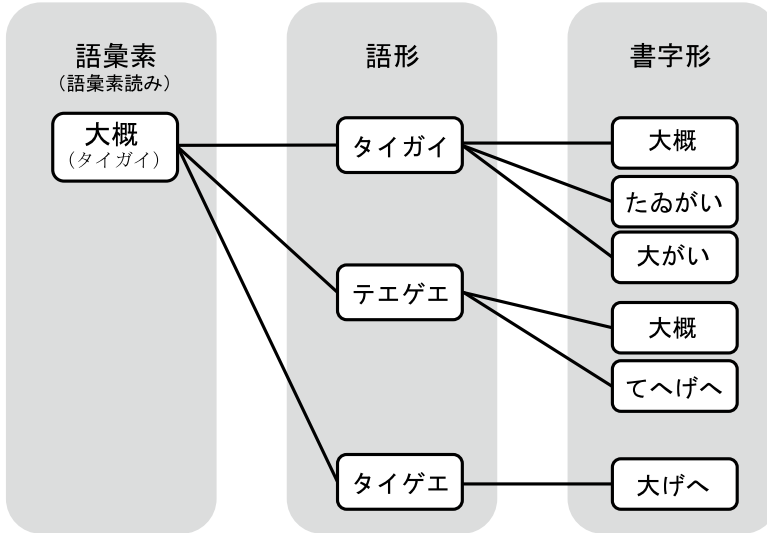 語彙素
（語彙素読み）
大概
（タイガイ）
語形
タイガイ
テエゲエ
タイゲエ
書字形
大概
たゐがい
大がい
大概
てへげへ
大げへ